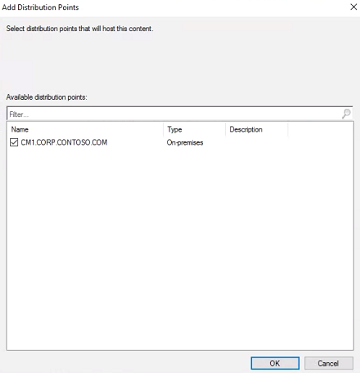 Add Distribution Points
Select distribution points that will host this content.
Available distribution points:
Filter...
Name Type Description
CM1.CORP.CONTOSO.COM On-premises
OK Cancel